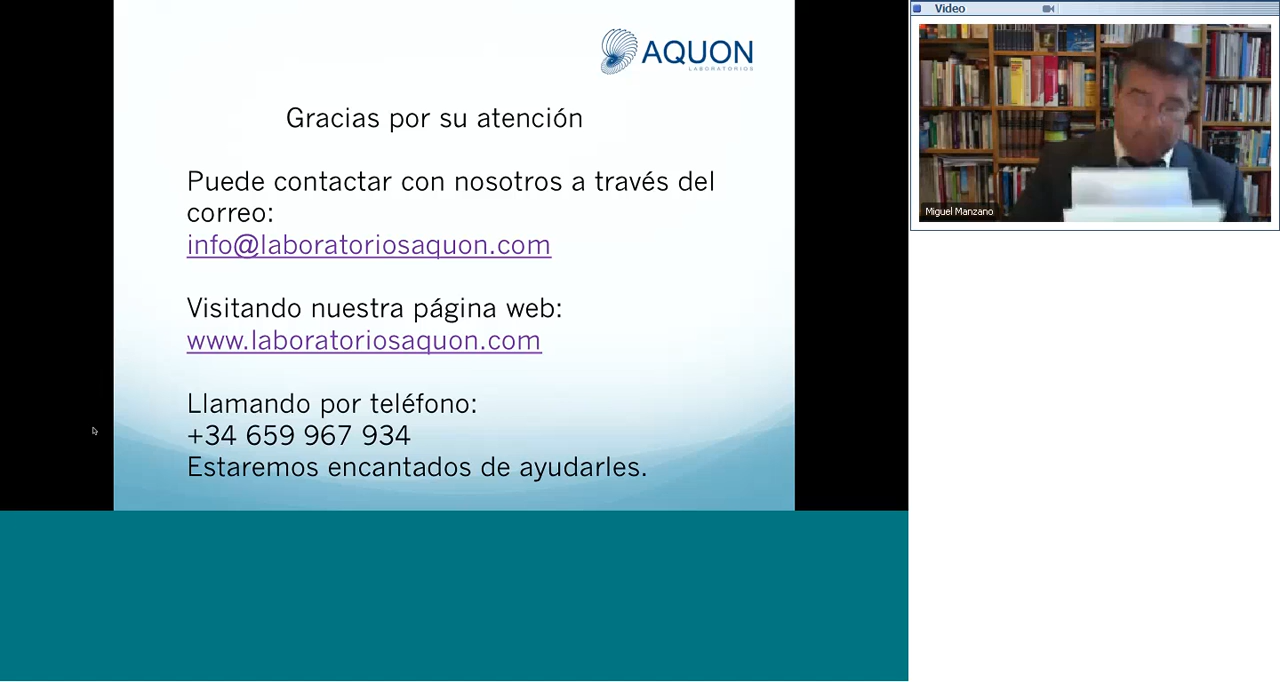 AQUON
LABORATORIOS
Gracias por su atención
Puede contactar con nosotros a través del
correo:
info@laboratoriosaquon.com
Visitando nuestra página web:
www.laboratoriosaquon.com
Llamando por teléfono:
+34 659 967 934
Estaremos encantados de ayudarles.
Video
Miguel Manzano